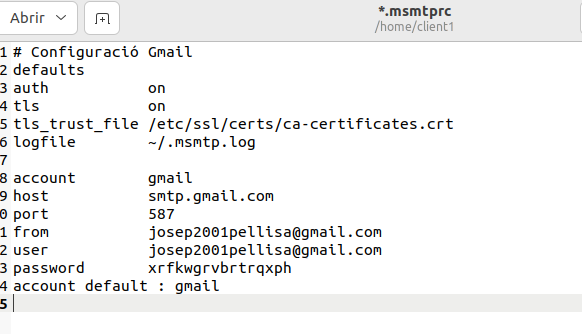 Abrir
*.msmtprc
/home/client1
1 # Configuració Gmail
2 defaults
3 auth on
4 tls on
5 tls_trust_file /etc/ssl/certs/ca-certificates.crt
6 logfile ~/.msmtp.log
7
8 account gmail
9 host smtp.gmail.com
0 port 587
1 from josep2001pellisa@gmail.com
2 user josep2001pellisa@gmail.com
3 password xrfkwgrvbrtrqxph
4 account default : gmail
5